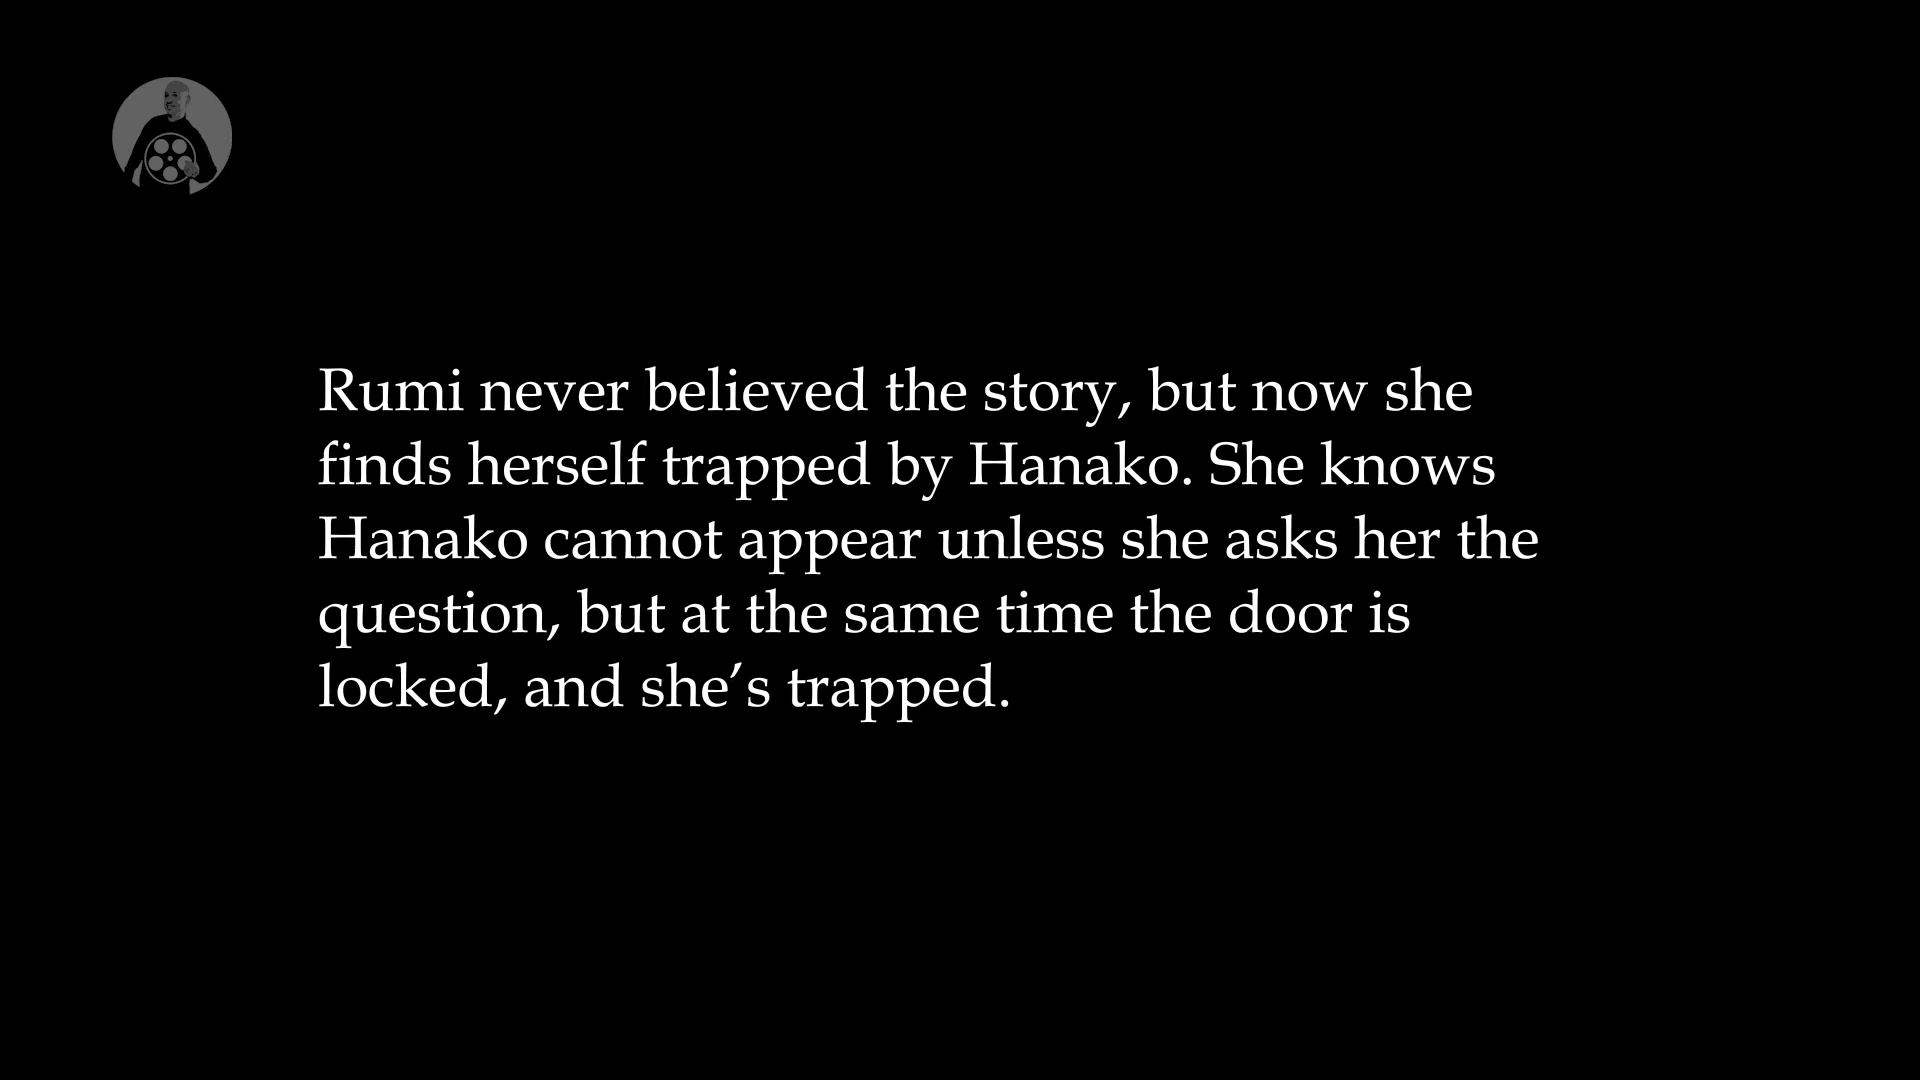 Rumi never believed the story, but now she
finds herself trapped by Hanako. She knows
Hanako cannot appear unless she asks her the
question, but at the same time the door is
locked, and she’s trapped.